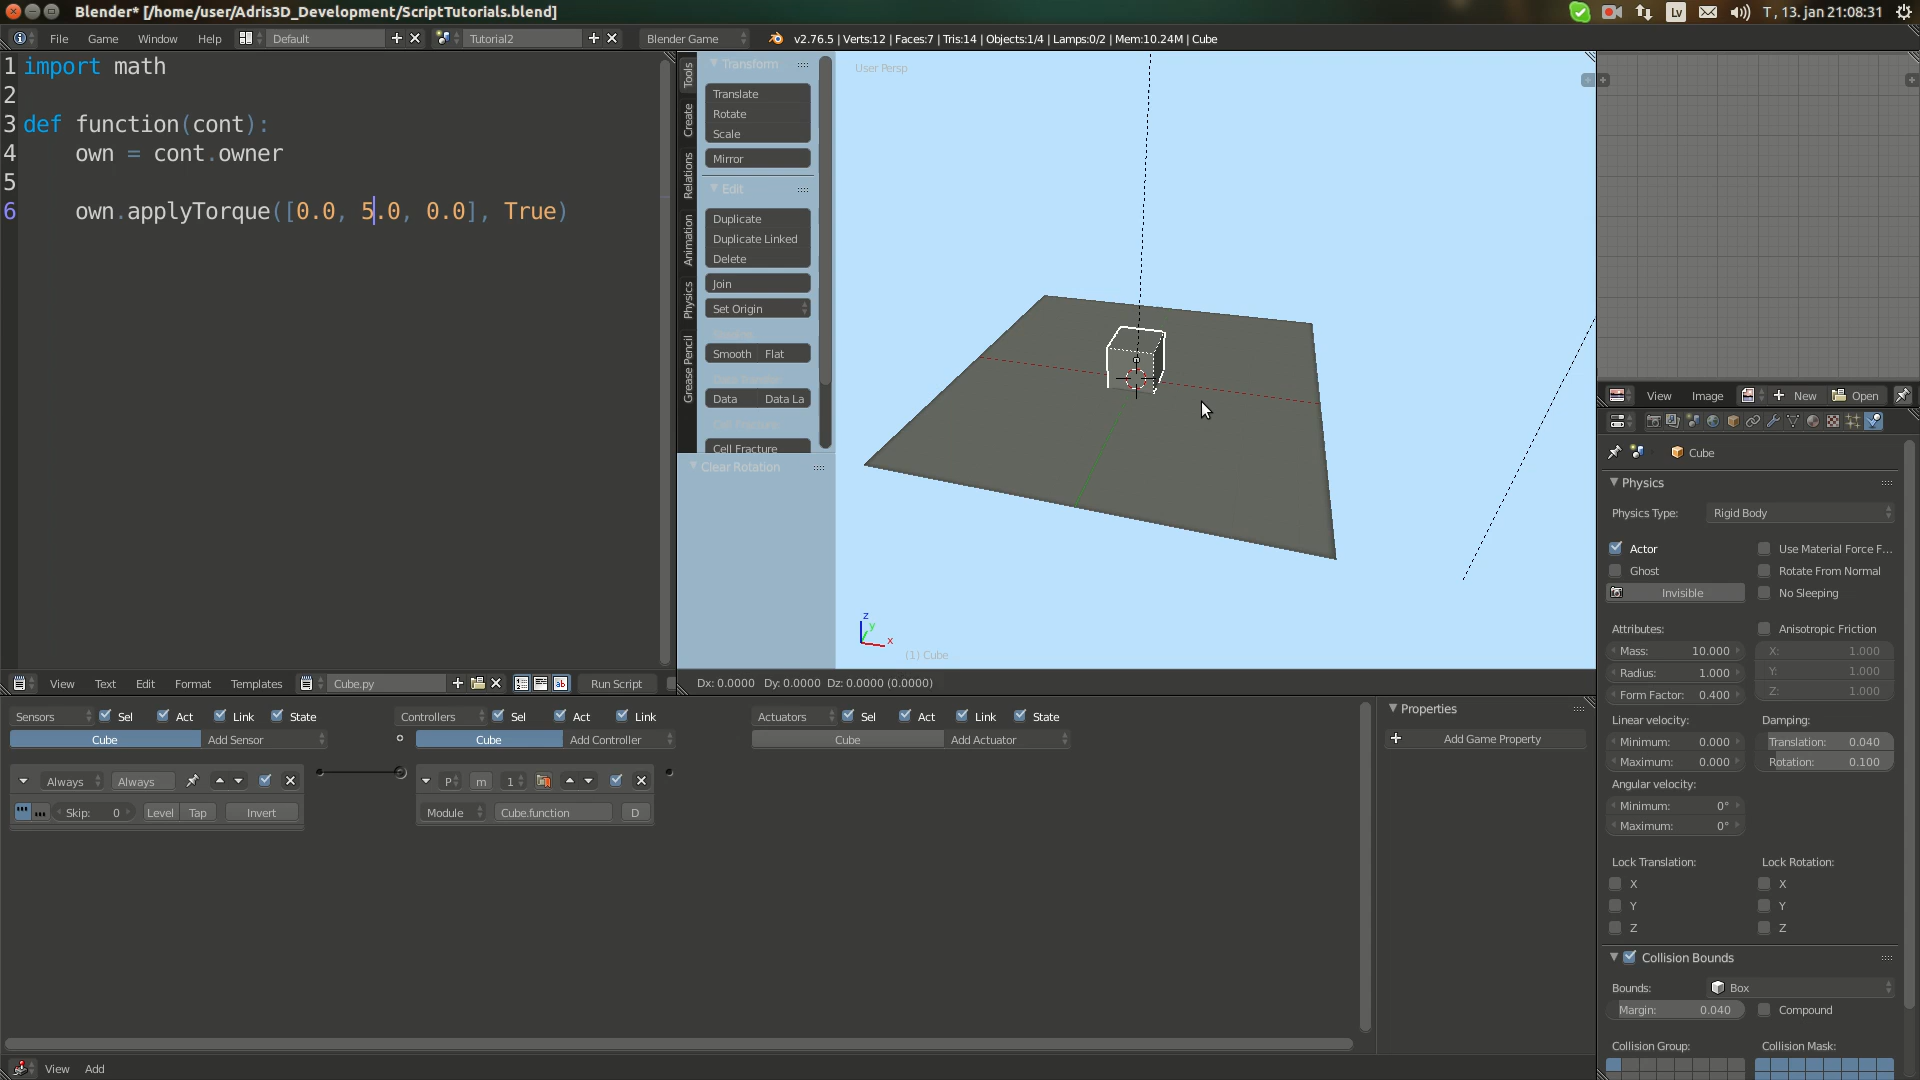 Blender* [/home/user/Adris3D_Development/ScriptTutorials.blend]
Lv T , 13. jan 21:08:31
File Game Window Help Default Tutorial2 Blender Game v2.76.5 | Verts:12 | Faces:7 | Tris:14 | Objects:1/4 | Lamps:0/2 | Mem:10.24M | Cube
1 import math
2
3 def function(cont):
4 own = cont.owner
5
6 own.applyTorque([0.0, 5.0, 0.0], True)
Tools
Create
Relations
Animation
Physics
Grease Pencil
Transform
Translate
Rotate
Scale
Mirror
Edit
Duplicate
Duplicate Linked
Delete
Join
Set Origin
Smooth Flat
Data Data La
Cell Fracture
Clear Rotation
User Persp
z
y
x
(1) Cube
View Image New Open
Cube
Physics
Physics Type: Rigid Body
Actor Use Material Force F...
Ghost Rotate From Normal
Invisible No Sleeping
Attributes: Anisotropic Friction
Mass: 10.000 X: 1.000
Radius: 1.000 Y: 1.000
Form Factor: 0.400 Z: 1.000
Linear velocity: Damping:
Minimum: 0.000 Translation: 0.040
Maximum: 0.000 Rotation: 0.100
Angular velocity:
Minimum: 0°
Maximum: 0°
Lock Translation: Lock Rotation:
X X
Y Y
Z Z
Collision Bounds
Bounds: Box
Margin: 0.040 Compound
Collision Group: Collision Mask:
View Text Edit Format Templates Cube.py ab Run Script
Dx: 0.0000 Dy: 0.0000 Dz: 0.0000 (0.0000)
Sensors Sel Act Link State Controllers Sel Act Link Actuators Sel Act Link State
Cube Add Sensor Cube Add Controller Cube Add Actuator
Always Always P m 1
Skip: 0 Level Tap Invert Module Cube.function D
Properties
Add Game Property
View Add